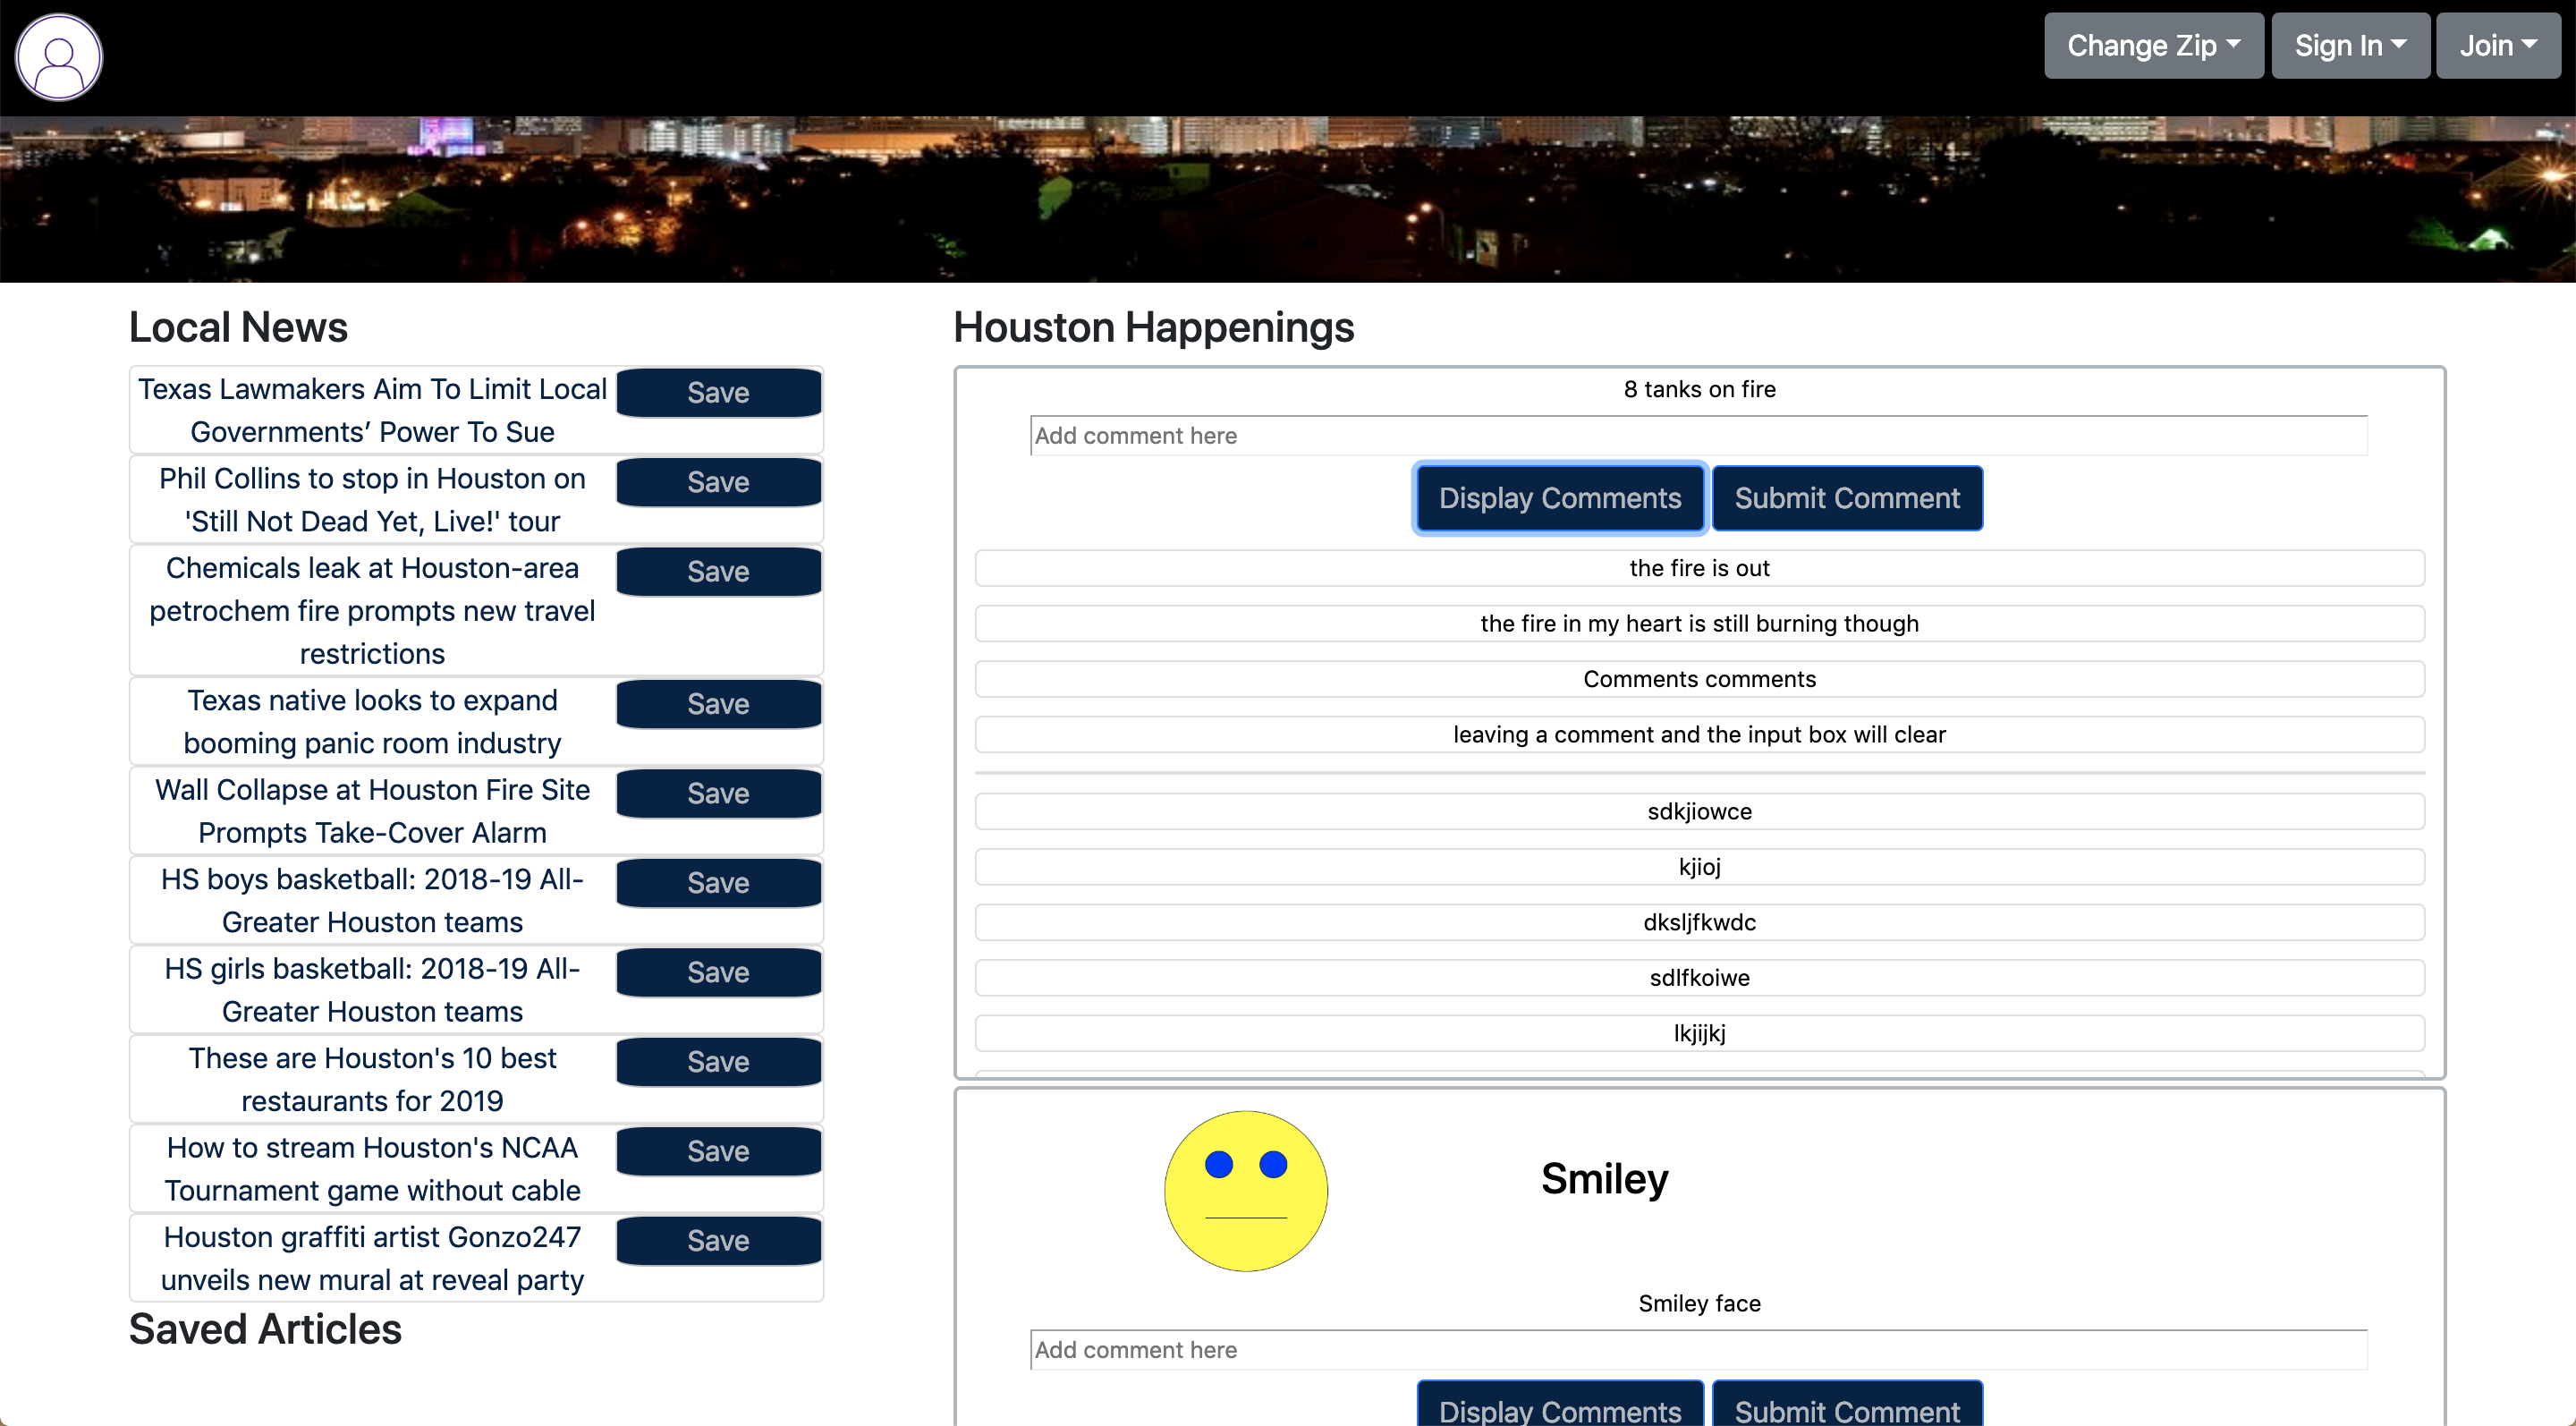 Change Zip
Sign In
Join
Local News
Texas Lawmakers Aim To Limit Local
Governments’ Power To Sue
Save
Phil Collins to stop in Houston on
'Still Not Dead Yet, Live!' tour
Save
Chemicals leak at Houston-area
petrochem fire prompts new travel
restrictions
Save
Texas native looks to expand
booming panic room industry
Save
Wall Collapse at Houston Fire Site
Prompts Take-Cover Alarm
Save
HS boys basketball: 2018-19 All-
Greater Houston teams
Save
HS girls basketball: 2018-19 All-
Greater Houston teams
Save
These are Houston's 10 best
restaurants for 2019
Save
How to stream Houston's NCAA
Tournament game without cable
Save
Houston graffiti artist Gonzo247
unveils new mural at reveal party
Save
Saved Articles
Houston Happenings
8 tanks on fire
Add comment here
Display Comments
Submit Comment
the fire is out
the fire in my heart is still burning though
Comments comments
leaving a comment and the input box will clear
sdkjiowce
kjioj
dksljfkwdc
sdlfkoiwe
lkjijkj
Smiley
Smiley face
Add comment here
Display Comments
Submit Comment